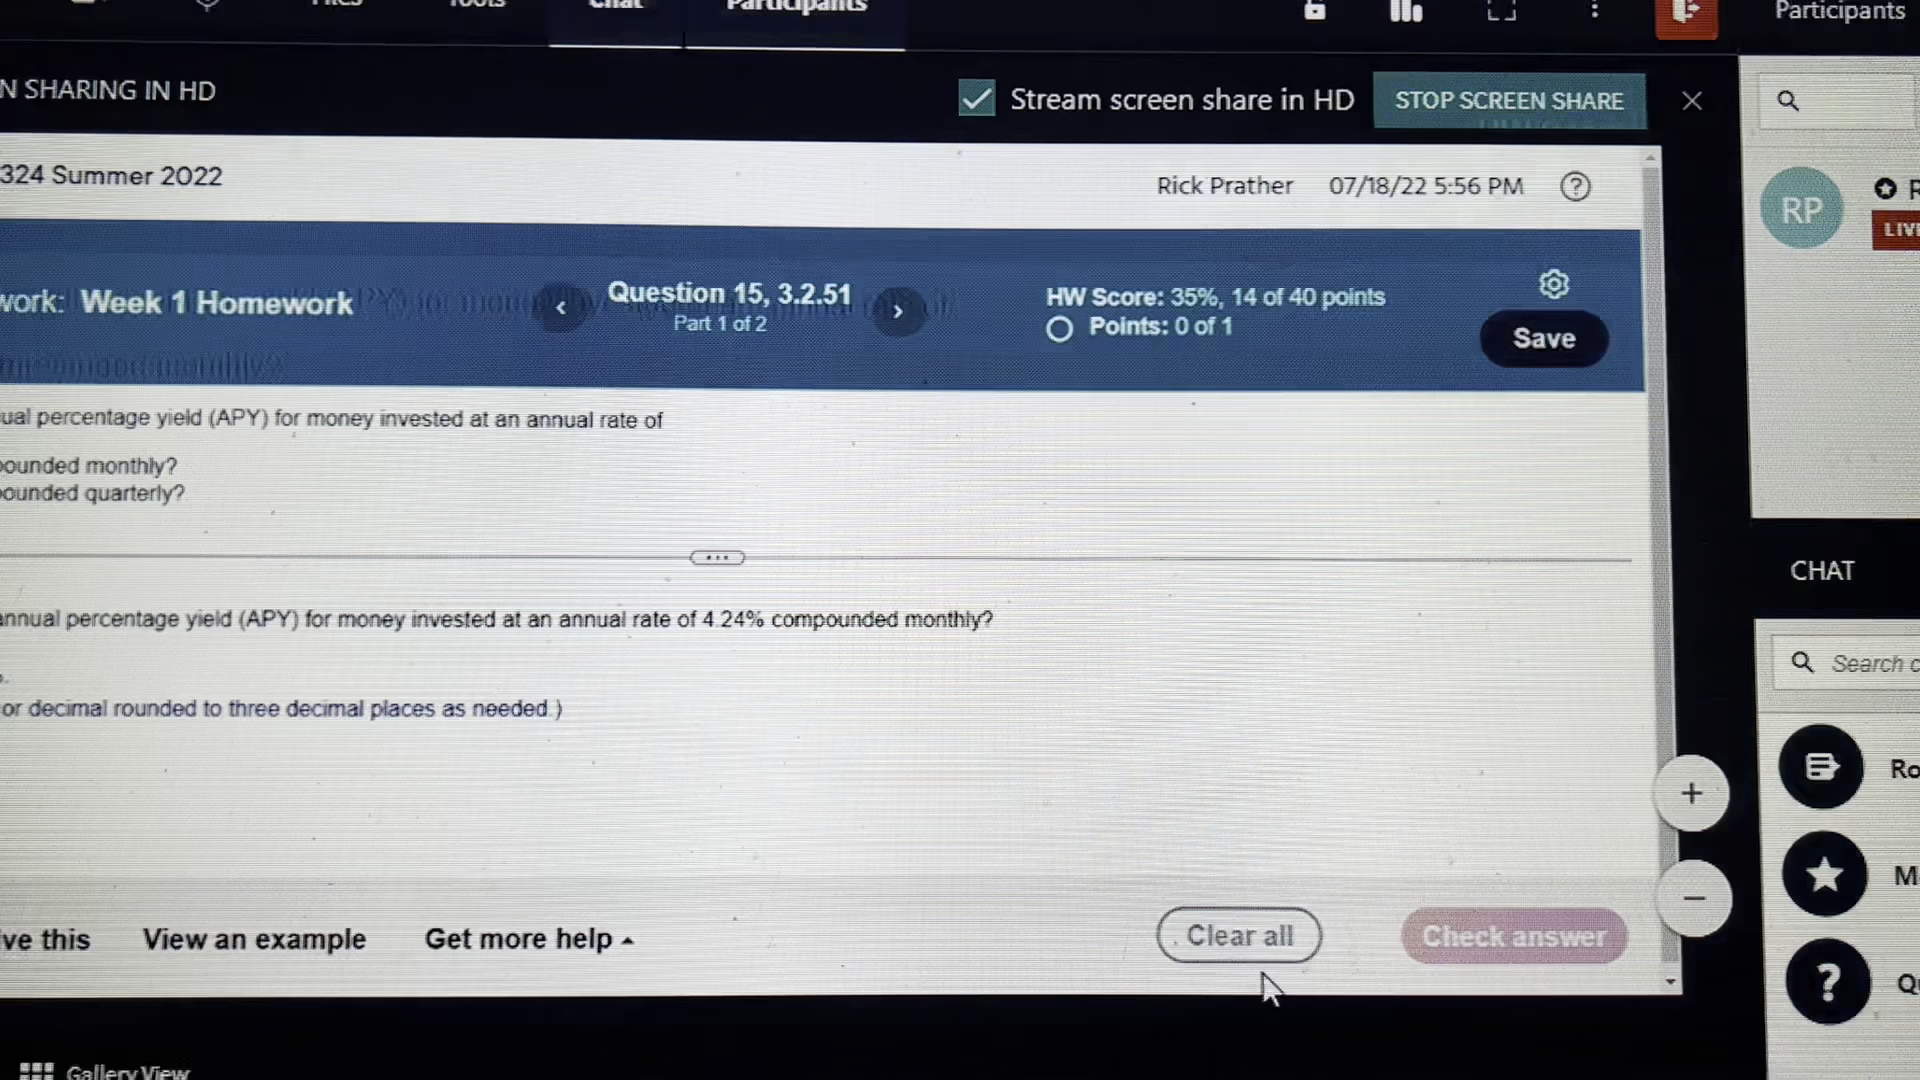 Chat
Participants
Participants
N SHARING IN HD
Stream screen share in HD
STOP SCREEN SHARE
324 Summer 2022
Rick Prather
07/18/22 5:56 PM
RP
work: Week 1 Homework
Question 15, 3.2.51
Part 1 of 2
HW Score: 35%, 14 of 40 points
Points: 0 of 1
Save
ual percentage yield (APY) for money invested at an annual rate of
pounded monthly?
pounded quarterly?
CHAT
annual percentage yield (APY) for money invested at an annual rate of 4.24% compounded monthly?
Search c
or decimal rounded to three decimal places as needed.)
Ro
M
ve this
View an example
Get more help
Clear all
Check answer
Gallery View